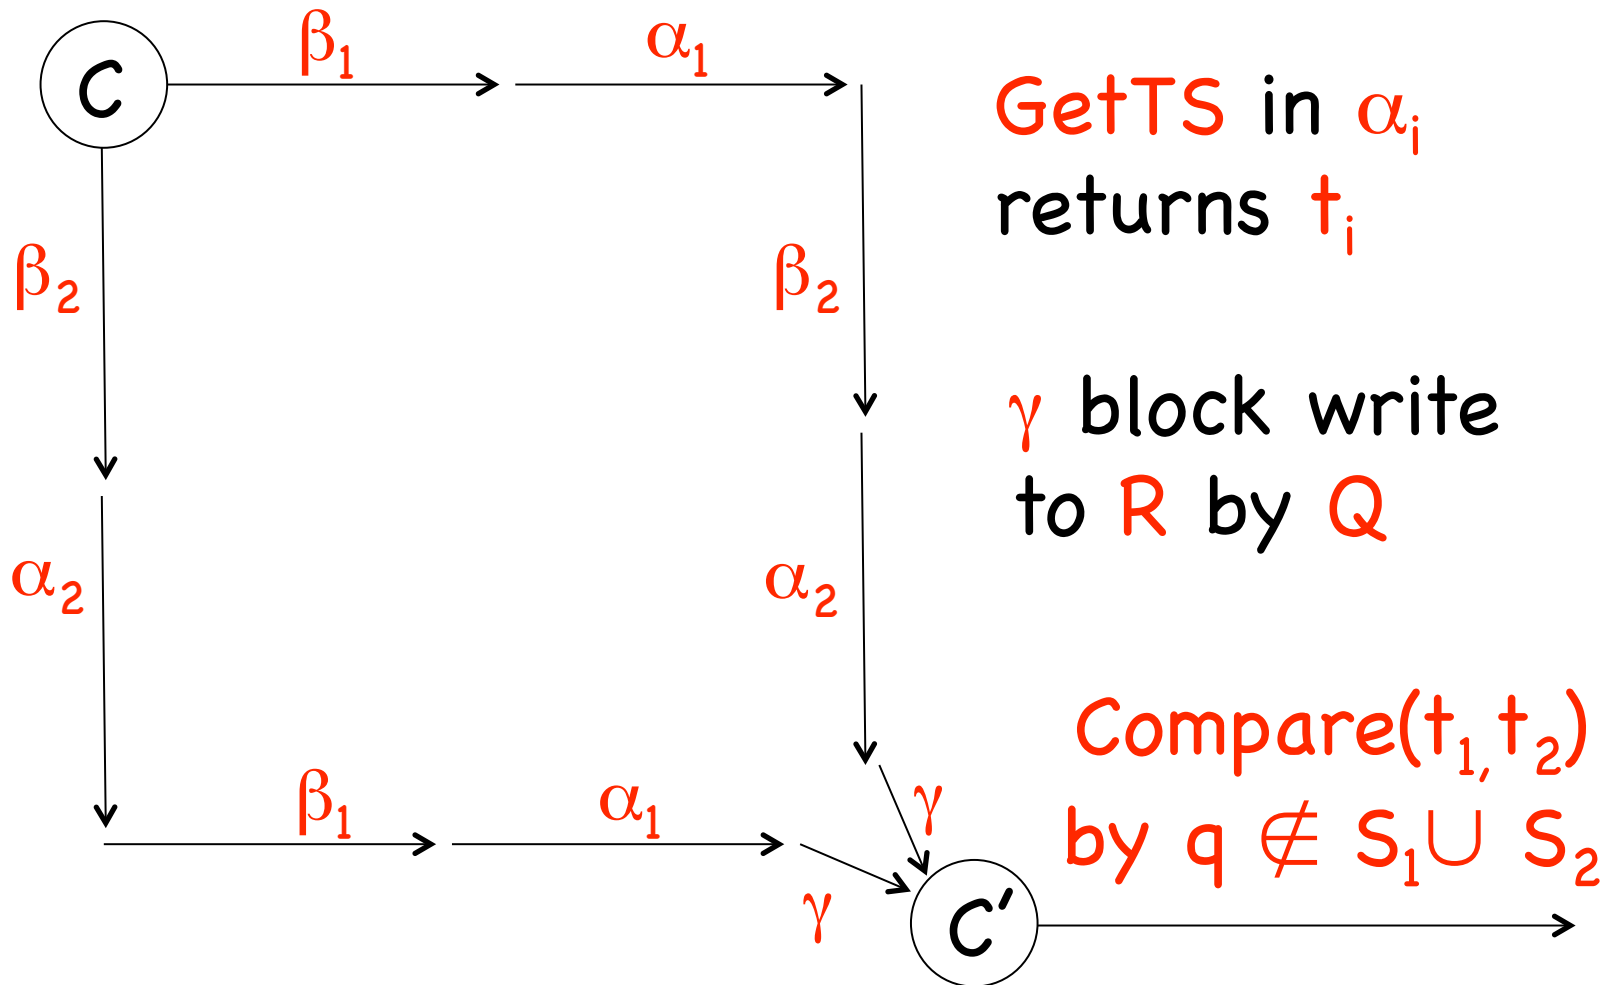 β₁ α₁
C
GetTS in αᵢ
returns tᵢ
β₂ β₂
γ block write
to R by Q
α₂ α₂
Compare(t₁,t₂)
β₁ α₁ γ
by q ∉ S₁∪ S₂
γ
C′